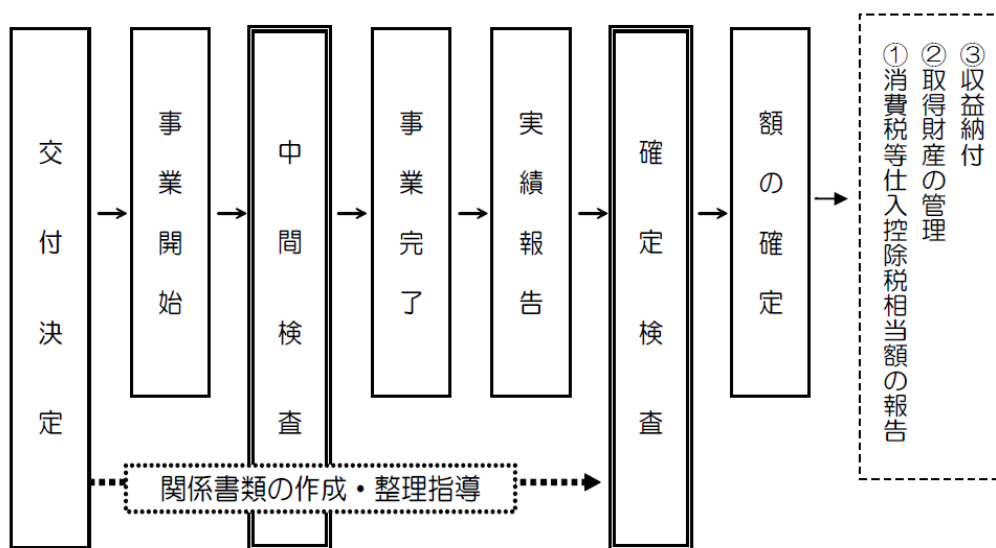 交付決定
事業開始
中間検査
事業完了
実績報告
確定検査
額の確定
③収益納付
②取得財産の管理
①消費税等仕入控除税相当額の報告
関係書類の作成・整理指導